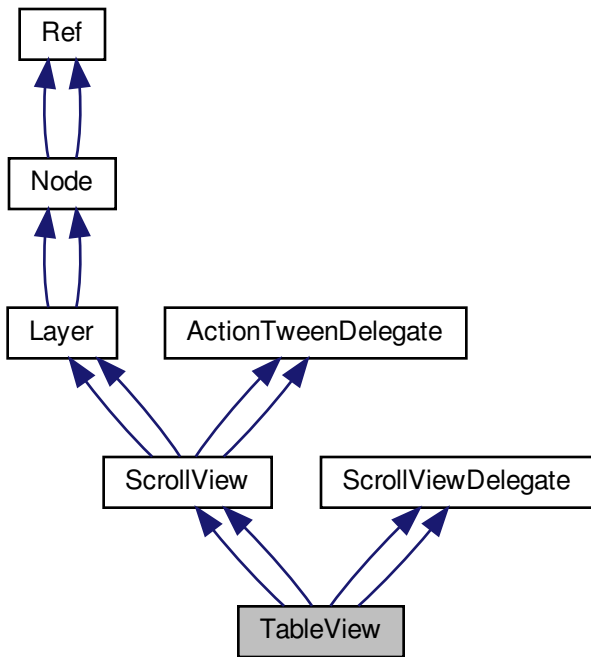 Ref
Node
Layer
ActionTweenDelegate
ScrollView
ScrollViewDelegate
TableView